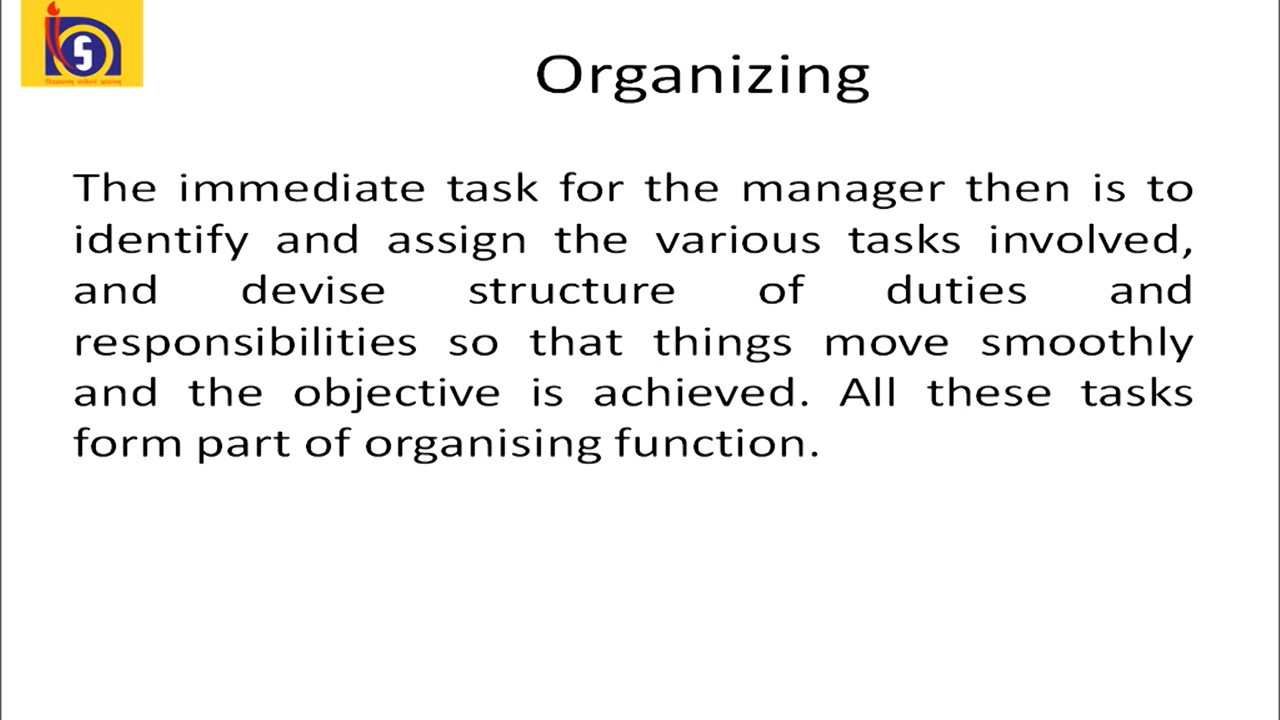 Organizing
The immediate task for the manager then is to
identify and assign the various tasks involved,
and devise structure of duties and
responsibilities so that things move smoothly
and the objective is achieved. All these tasks
form part of organising function.